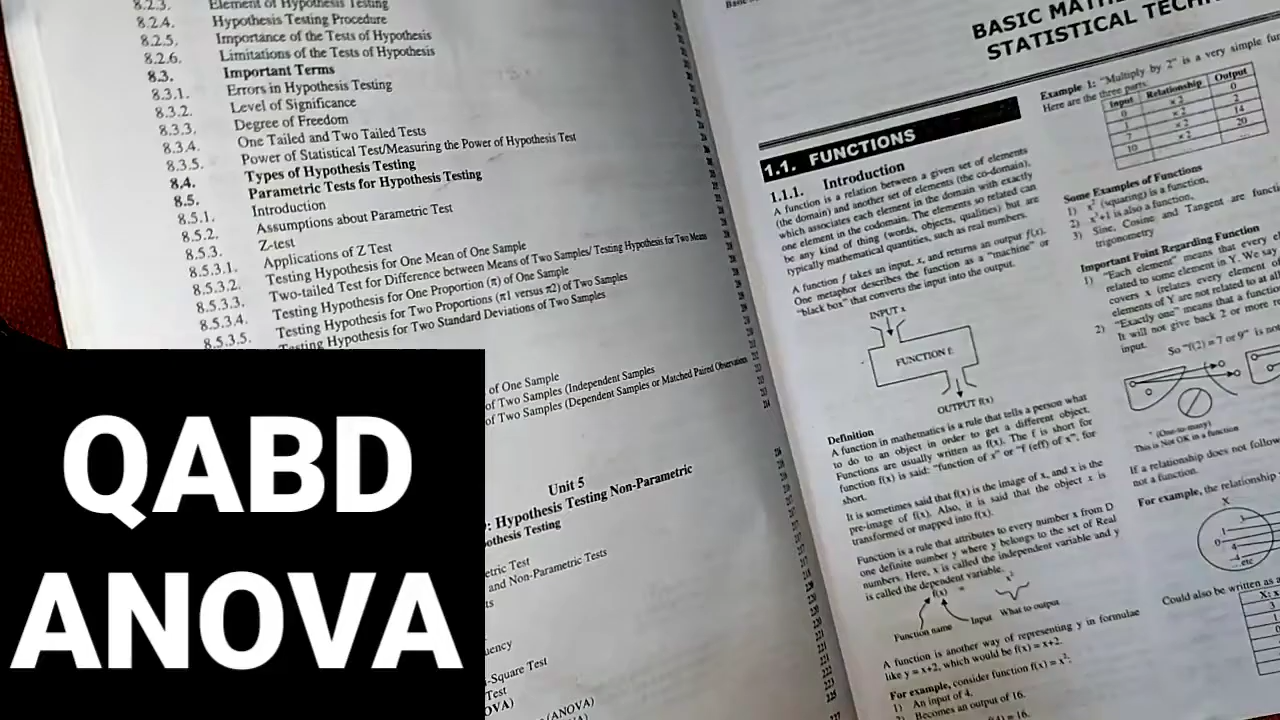 8.2.3. Element of Hypothesis Testing
8.2.4. Hypothesis Testing Procedure
8.2.5. Importance of the Tests of Hypothesis
8.2.6. Limitations of the Tests of Hypothesis
8.3. Important Terms
8.3.1. Errors in Hypothesis Testing
8.3.2. Level of Significance
8.3.3. Degree of Freedom
8.3.4. One Tailed and Two Tailed Tests
8.3.5. Power of Statistical Test/Measuring the Power of Hypothesis Test
8.4. Types of Hypothesis Testing
8.5. Parametric Tests for Hypothesis Testing
8.5.1. Introduction
8.5.2. Assumptions about Parametric Test
8.5.3. Z-test
8.5.3.1. Applications of Z Test
8.5.3.2. Testing Hypothesis for One Mean of One Sample
8.5.3.3. Two-tailed Test for Difference between Means of Two Samples/ Testing Hypothesis for Two Means
8.5.3.4. Testing Hypothesis for One Proportion (π) of One Sample
8.5.3.5. Testing Hypothesis for Two Proportions (π1 versus π2) of Two Samples
Testing Hypothesis for Two Standard Deviations of Two Samples
of One Sample
of Two Samples (Independent Samples
of Two Samples (Dependent Samples or Matched Paired Observation
Unit 5
: Hypothesis Testing Non-Parametric
pothesis Testing
etric Test
and Non-Parametric Tests
ts
uency
-Square Test
Test
OVA)
(ANOVA)
QABD
ANOVA
BASIC MATHE
STATISTICAL TECHN
1.1. FUNCTIONS
1.1.1. Introduction
A function is a relation between a given set of elements
(the domain) and another set of elements (the co-domain),
which associates each element in the domain with exactly
one element in the codomain. The elements so related can
be any kind of thing (words, objects, qualities) but are
typically mathematical quantities, such as real numbers.
A function f takes an input, x, and returns an output f(x).
One metaphor describes the function as a "machine" or
"black box" that converts the input into the output.
INPUT x
FUNCTION f:
OUTPUT f(x)
Definition
A function in mathematics is a rule that tells a person what
to do to an object in order to get a different object.
Functions are usually written as f(x). The f is short for
function f(x) is said: "function of x" or "f (eff) of x", for
short.
It is sometimes said that f(x) is the image of x, and x is the
pre-image of f(x). Also, it is said that the object x is
transformed or mapped into f(x).
Function is a rule that attributes to every number x from D
one definite number y where y belongs to the set of Real
numbers. Here, x is called the independent variable and y
is called the dependent variable.
f(x) = x²
Function name Input What to output
A function is another way of representing y in formulae
like y = x+2, which would be f(x) = x+2.
For example, consider function f(x) = x²:
1) An input of 4.
2) Becomes an output of 16.
= 16.
Example 1: "Multiply by 2" is a very simple fun
Here are the three parts:
Input Relationship Output
0 ×2 0
×2 2
7 ×2 14
10 ×2 20
... ...
Some Examples of Functions
1) x² (squaring) is a function,
2) x³+1 is also a function,
3) Sine, Cosine and Tangent are functi
trigonometry
Important Point Regarding Function
1) "Each element" means that every el
related to some element in Y. We say
covers x (relates every element of
elements of Y are not related to at all
2) "Exactly one" means that a function
It will not give back 2 or more r
input.
So "f(2) = 7 or 9" is not
(One-to-many)
This is Not OK in a function
If a relationship does not follow
not a function.
For example, the relationship
X
0
1
4
...etc
Could also be written as a
X: x
3
1
0